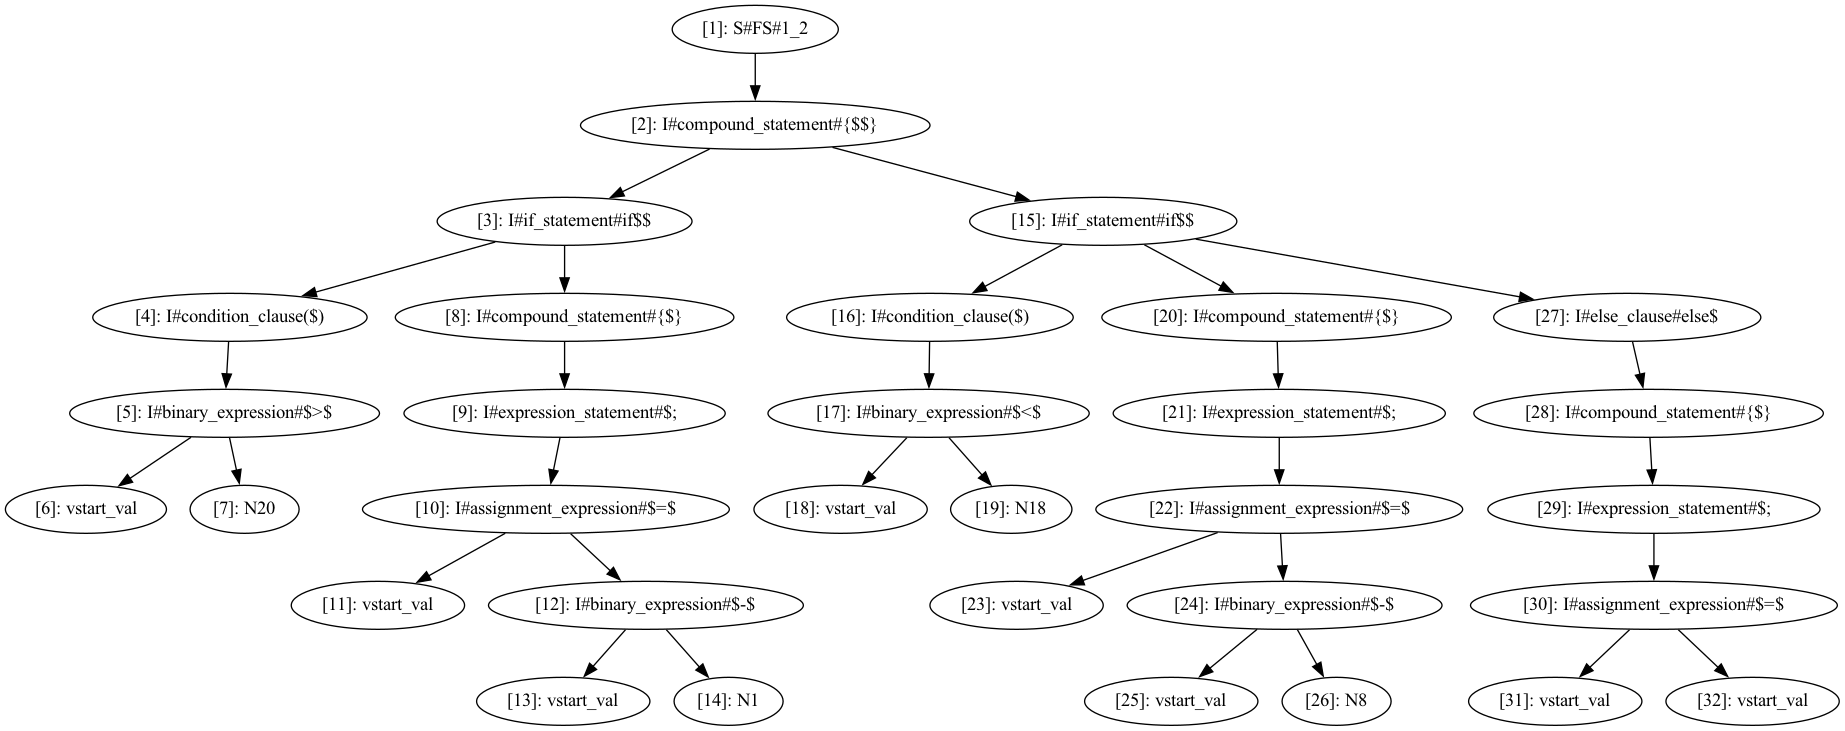 [1]: S#FS#1_2
[2]: I#compound_statement#{$$}
[3]: I#if_statement#if$$
[15]: I#if_statement#if$$
[4]: I#condition_clause($)
[8]: I#compound_statement#{$}
[16]: I#condition_clause($)
[20]: I#compound_statement#{$}
[27]: I#else_clause#else$
[5]: I#binary_expression#$>$
[9]: I#expression_statement#$;
[17]: I#binary_expression#$<$
[21]: I#expression_statement#$;
[28]: I#compound_statement#{$}
[6]: vstart_val
[7]: N20
[10]: I#assignment_expression#$=$
[18]: vstart_val
[19]: N18
[22]: I#assignment_expression#$=$
[29]: I#expression_statement#$;
[11]: vstart_val
[12]: I#binary_expression#$-$
[23]: vstart_val
[24]: I#binary_expression#$-$
[30]: I#assignment_expression#$=$
[13]: vstart_val
[14]: N1
[25]: vstart_val
[26]: N8
[31]: vstart_val
[32]: vstart_val